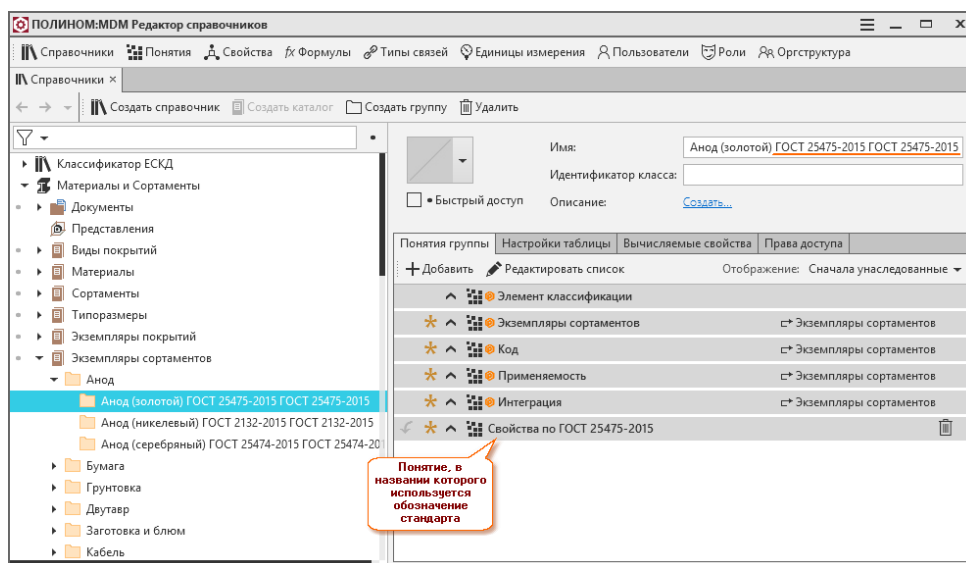 ПОЛИНОМ:MDM Редактор справочников
Справочники Понятия Свойства fx Формулы Типы связей Единицы измерения Пользователи Роли Оргструктура
Справочники ×
Создать справочник Создать каталог Создать группу Удалить
Классификатор ЕСКД
Материалы и Сортаменты
Документы
Представления
Виды покрытий
Материалы
Сортаменты
Типоразмеры
Экземпляры покрытий
Экземпляры сортаментов
Анод
Анод (золотой) ГОСТ 25475-2015 ГОСТ 25475-2015
Анод (никелевый) ГОСТ 2132-2015 ГОСТ 2132-2015
Анод (серебряный) ГОСТ 25474-2015 ГОСТ 25474-201
Бумага
Грунтовка
Двутавр
Заготовка и блюм
Кабель
Имя: Анод (золотой) ГОСТ 25475-2015 ГОСТ 25475-2015
Идентификатор класса:
Быстрый доступ Описание: Создать...
Понятия группы Настройки таблицы Вычисляемые свойства Права доступа
Добавить Редактировать список Отображение: Сначала унаследованные
Элемент классификации
Экземпляры сортаментов Экземпляры сортаментов
Код Экземпляры сортаментов
Применяемость Экземпляры сортаментов
Интеграция Экземпляры сортаментов
Свойства по ГОСТ 25475-2015
Понятие, в
названии которого
используется
обозначение
стандарта